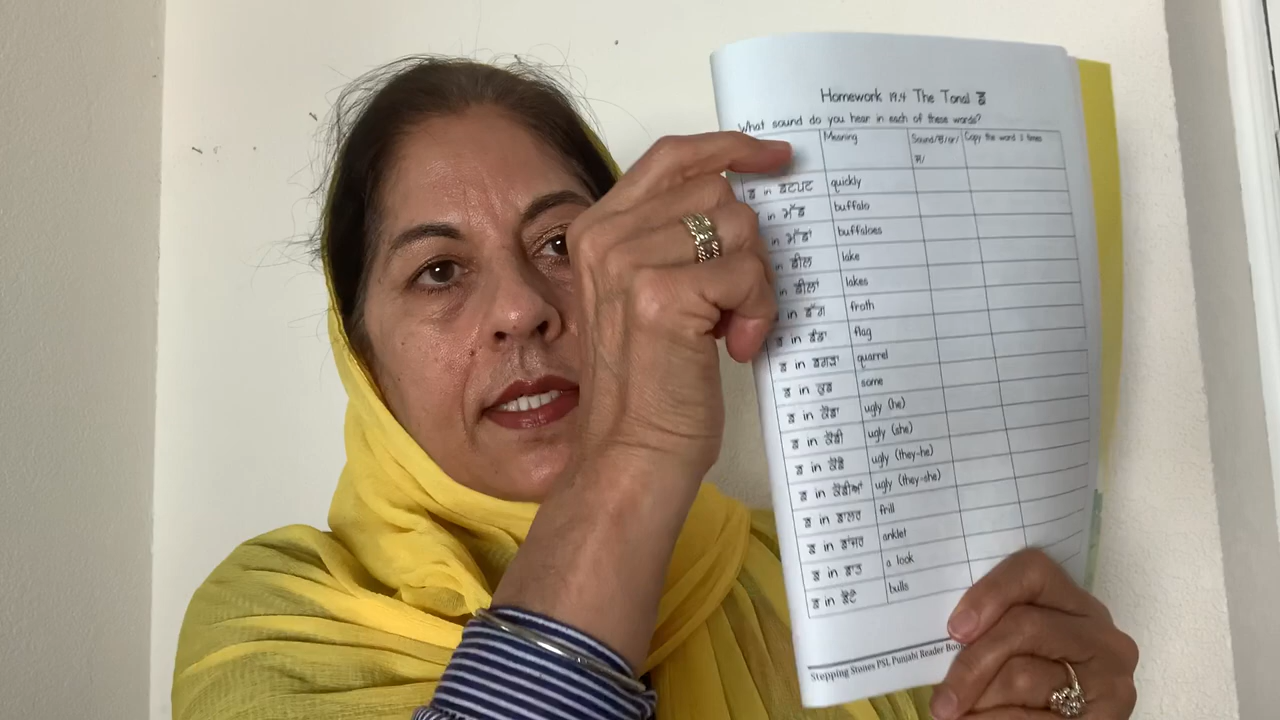 Homework 19.4 The Tonal ਝ
What sound do you hear in each of these words?
Meaning Sound/ਚ/or/ਜ/ Copy the word 2 times
ਝ in ਝਟਪਟ quickly
in ਮੱਝ buffalo
in ਮੱਝਾਂ buffaloes
in ਝੀਲ lake
in ਝੀਲਾਂ lakes
in ਝੱਗ froth
ਝ in ਝੰਡਾ flag
ਝ in ਝਗੜਾ quarrel
ਝ in ਕੁਝ some
ਝ in ਕੋਝਾ ugly (he)
ਝ in ਕੋਝੀ ugly (she)
ਝ in ਕੋਝੇ ugly (they-he)
ਝ in ਕੋਝੀਆਂ ugly (they-she)
ਝ in ਝਾਲਰ frill
ਝ in ਝਾਂਜਰ anklet
ਝ in ਝਾਤ a look
ਝ in ਝੋਟੇ bulls
Stepping Stones PSL Punjabi Reader